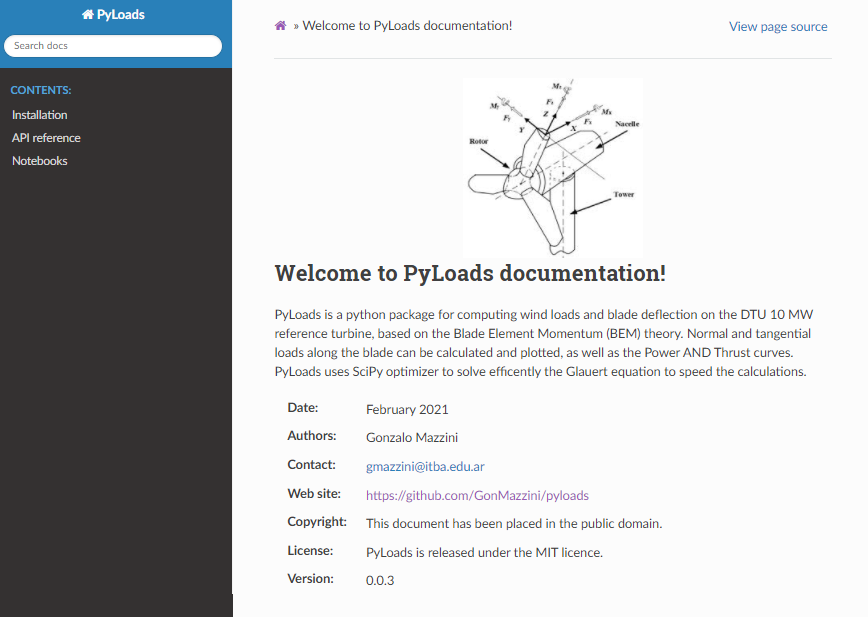 PyLoads
Search docs
CONTENTS:
Installation
API reference
Notebooks
» Welcome to PyLoads documentation!
View page source
Mz
Fz
Z
My
Fy
Y
Mx
Fx
X
Nacelle
Rotor
Tower
Welcome to PyLoads documentation!
PyLoads is a python package for computing wind loads and blade deflection on the DTU 10 MW
reference turbine, based on the Blade Element Momentum (BEM) theory. Normal and tangential
loads along the blade can be calculated and plotted, as well as the Power AND Thrust curves.
PyLoads uses SciPy optimizer to solve efficently the Glauert equation to speed the calculations.
Date: February 2021
Authors: Gonzalo Mazzini
Contact: gmazzini@itba.edu.ar
Web site: https://github.com/GonMazzini/pyloads
Copyright: This document has been placed in the public domain.
License: PyLoads is released under the MIT licence.
Version: 0.0.3